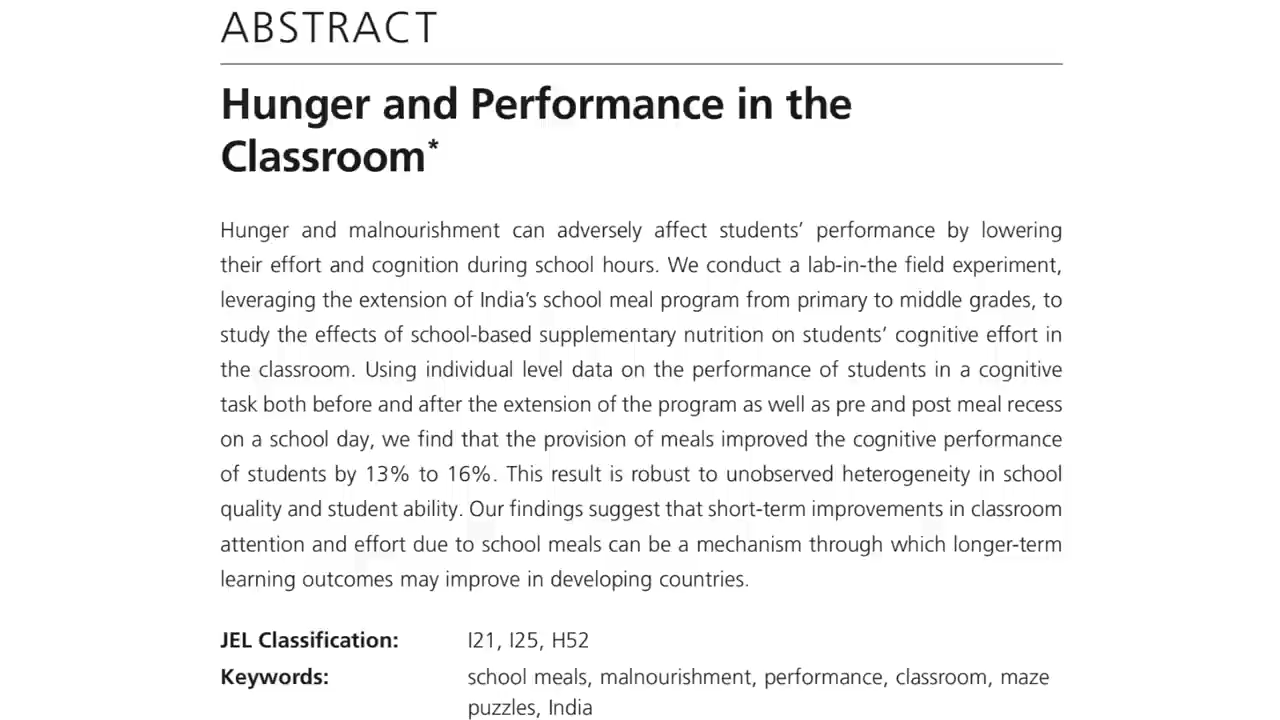 ABSTRACT
Hunger and Performance in the
Classroom*
Hunger and malnourishment can adversely affect students’ performance by lowering
their effort and cognition during school hours. We conduct a lab-in-the field experiment,
leveraging the extension of India’s school meal program from primary to middle grades, to
study the effects of school-based supplementary nutrition on students’ cognitive effort in
the classroom. Using individual level data on the performance of students in a cognitive
task both before and after the extension of the program as well as pre and post meal recess
on a school day, we find that the provision of meals improved the cognitive performance
of students by 13% to 16%. This result is robust to unobserved heterogeneity in school
quality and student ability. Our findings suggest that short-term improvements in classroom
attention and effort due to school meals can be a mechanism through which longer-term
learning outcomes may improve in developing countries.
JEL Classification: I21, I25, H52
Keywords: school meals, malnourishment, performance, classroom, maze
puzzles, India